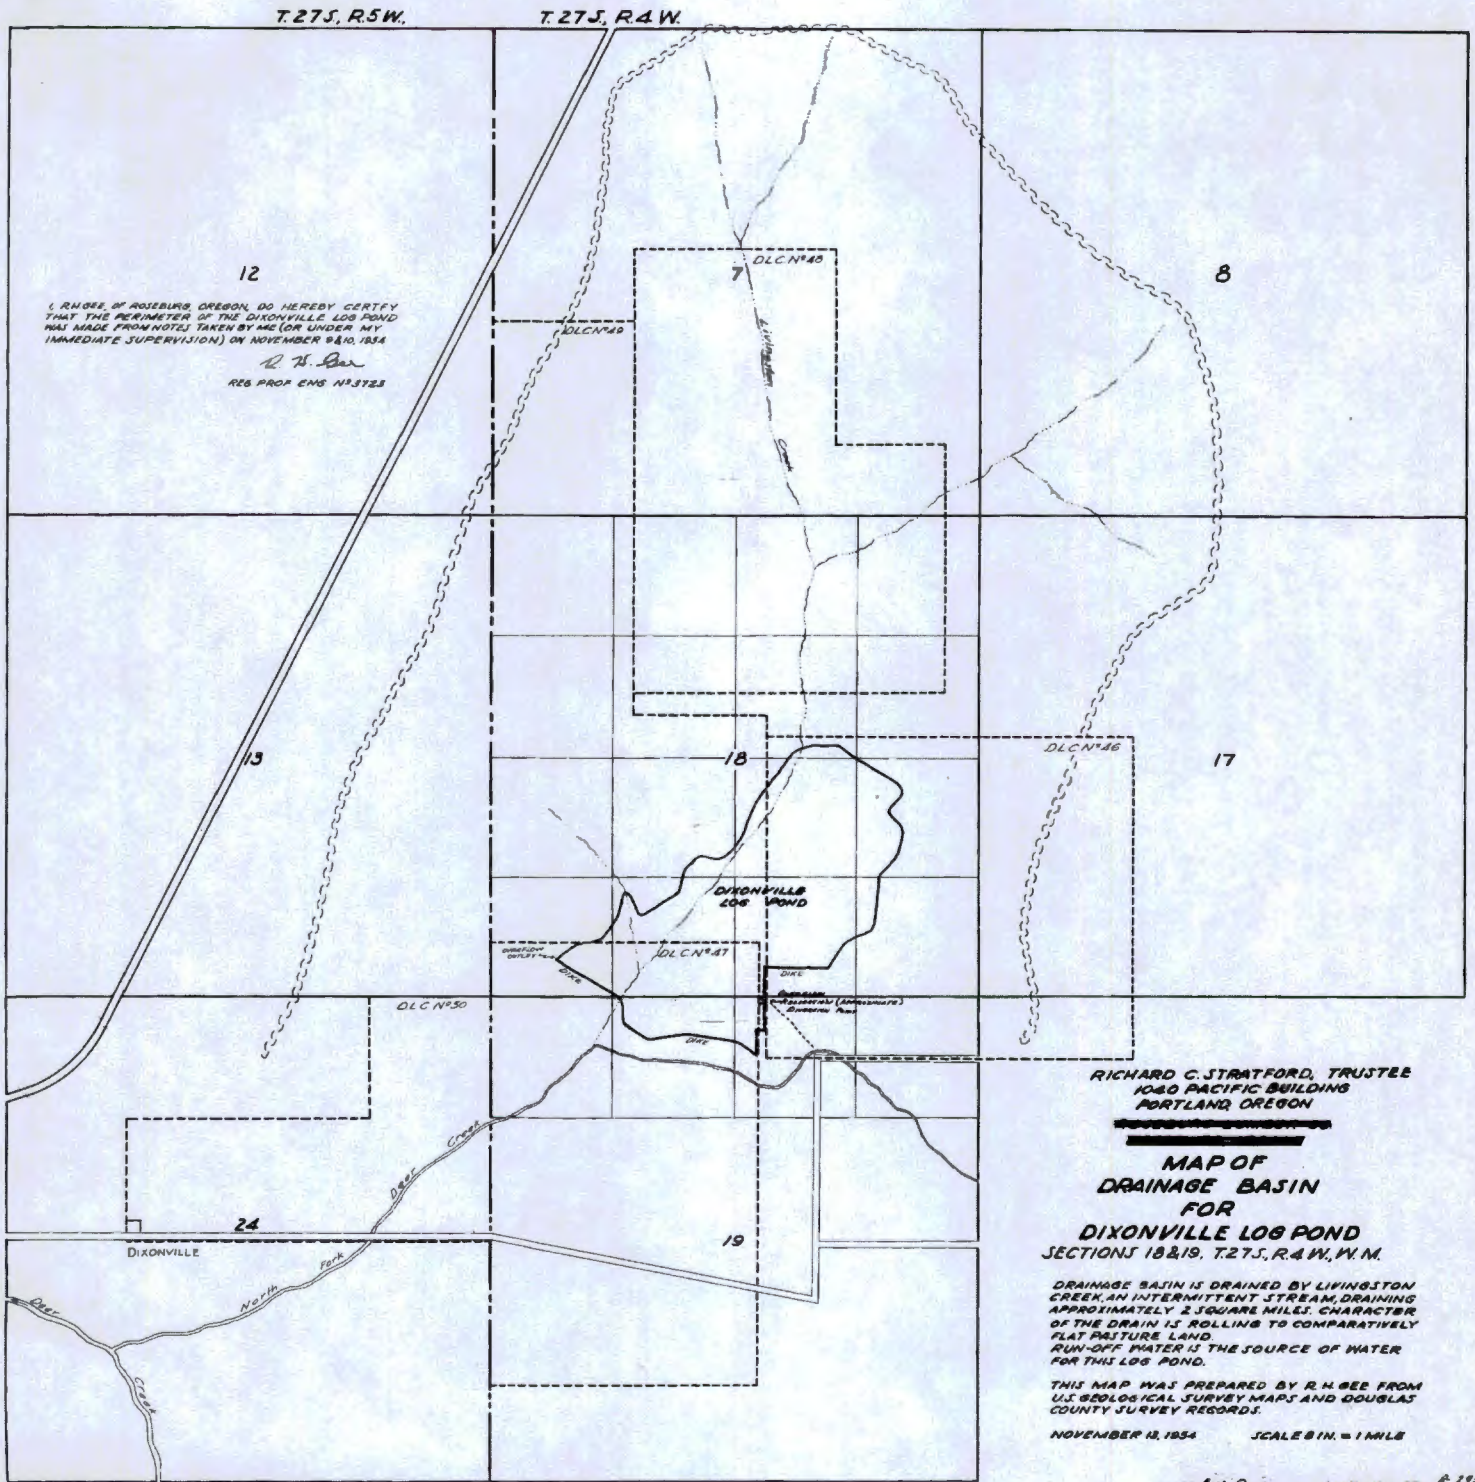 T.27S, R.5W.
T.27S, R.4W.
12
7
8
DLC Nº 48
DLC Nº 49
I, R.H. GEE, OF ROSEBURG, OREGON, DO HEREBY CERTFY
THAT THE PERIMETER OF THE DIXONVILLE LOG POND
WAS MADE FROM NOTES TAKEN BY ME (OR UNDER MY
IMMEDIATE SUPERVISION) ON NOVEMBER 9 & 10, 1954
R. H. Gee
REG PROF ENG Nº 3723
Livingston
Creek
13
18
17
DLC Nº 46
DIXONVILLE
LOG POND
OVERFLOW
OUTLET
DLC Nº 47
DIKE
DIKE
DIKE
(APPROXIMATE)
DLC Nº 50
Deer
Creek
24
DIXONVILLE
North
Fork
Deer
Creek
19
RICHARD C. STRATFORD, TRUSTEE
1040 PACIFIC BUILDING
PORTLAND, OREGON
MAP OF
DRAINAGE BASIN
FOR
DIXONVILLE LOG POND
SECTIONS 18 & 19, T.27S, R.4W, W.M.
DRAINAGE BASIN IS DRAINED BY LIVINGSTON
CREEK, AN INTERMITTENT STREAM, DRAINING
APPROXIMATELY 2 SQUARE MILES. CHARACTER
OF THE DRAIN IS ROLLING TO COMPARATIVELY
FLAT PASTURE LAND.
RUN-OFF WATER IS THE SOURCE OF WATER
FOR THIS LOG POND.
THIS MAP WAS PREPARED BY R.H. GEE FROM
U.S. GEOLOGICAL SURVEY MAPS AND DOUGLAS
COUNTY SURVEY RECORDS.
NOVEMBER 13, 1954 SCALE 8 IN. = 1 MILE